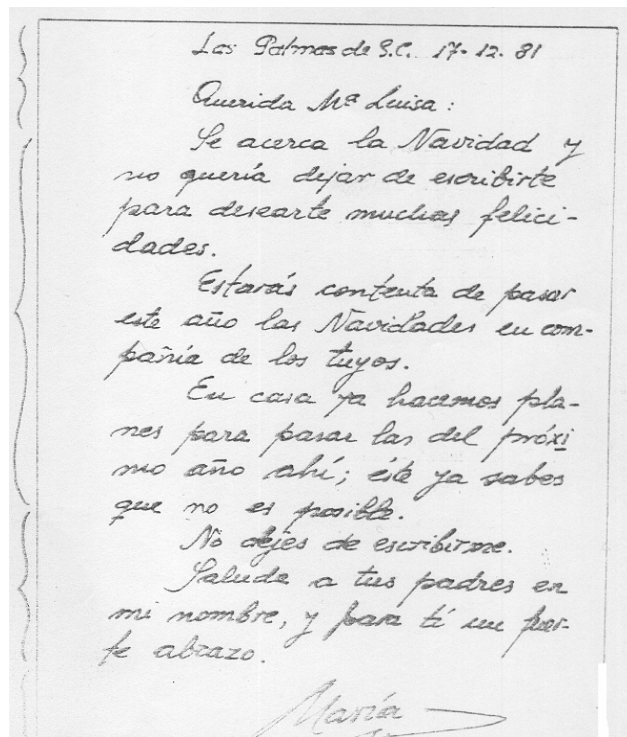 Las Palmas de G.C. 17-12-81
Querida Mª Luisa:
Se acerca la Navidad y
no quería dejar de escribirte
para desearte muchas felici-
dades.
Estarás contenta de pasar
este año las Navidades en com-
pañía de los tuyos.
En casa ya hacemos pla-
nes para pasar las del próxi
mo año ahí; éste ya sabes
que no es posible.
No dejes de escribirme.
Saluda a tus padres en
mi nombre, y para tí un fuer-
te abrazo.
María